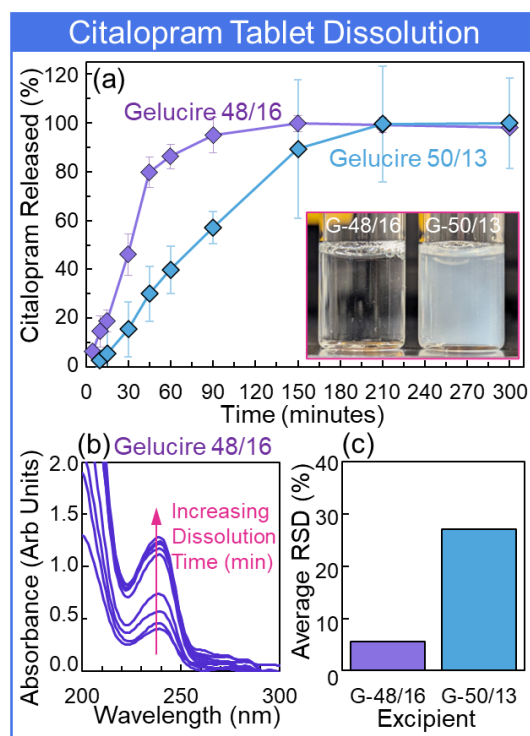 Citalopram Tablet Dissolution
(a)
Citalopram Released (%)
120
100
80
60
40
20
0
Gelucire 48/16
Gelucire 50/13
G-48/16 G-50/13
0 30 60 90 120 150 180 210 240 270 300
Time (minutes)
(b) Gelucire 48/16
Absorbance (Arb Units)
2.0
1.5
1.0
0.5
0.0
Increasing
Dissolution
Time (min)
200 250 300
Wavelength (nm)
(c)
Average RSD (%)
40
30
20
10
0
G-48/16 G-50/13
Excipient